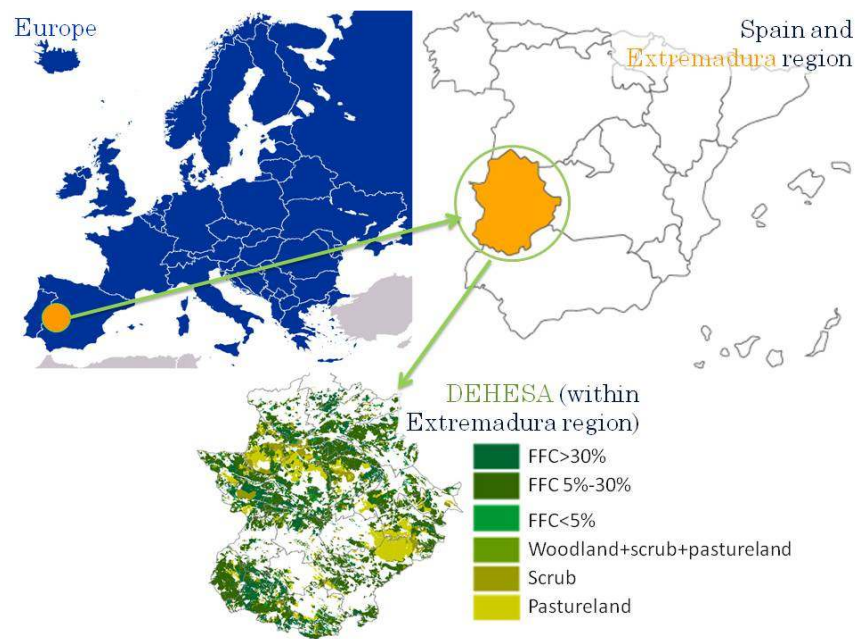 Europe
Spain and
Extremadura region
DEHESA (within
Extremadura region)
FFC>30%
FFC 5%-30%
FFC<5%
Woodland+scrub+pastureland
Scrub
Pastureland